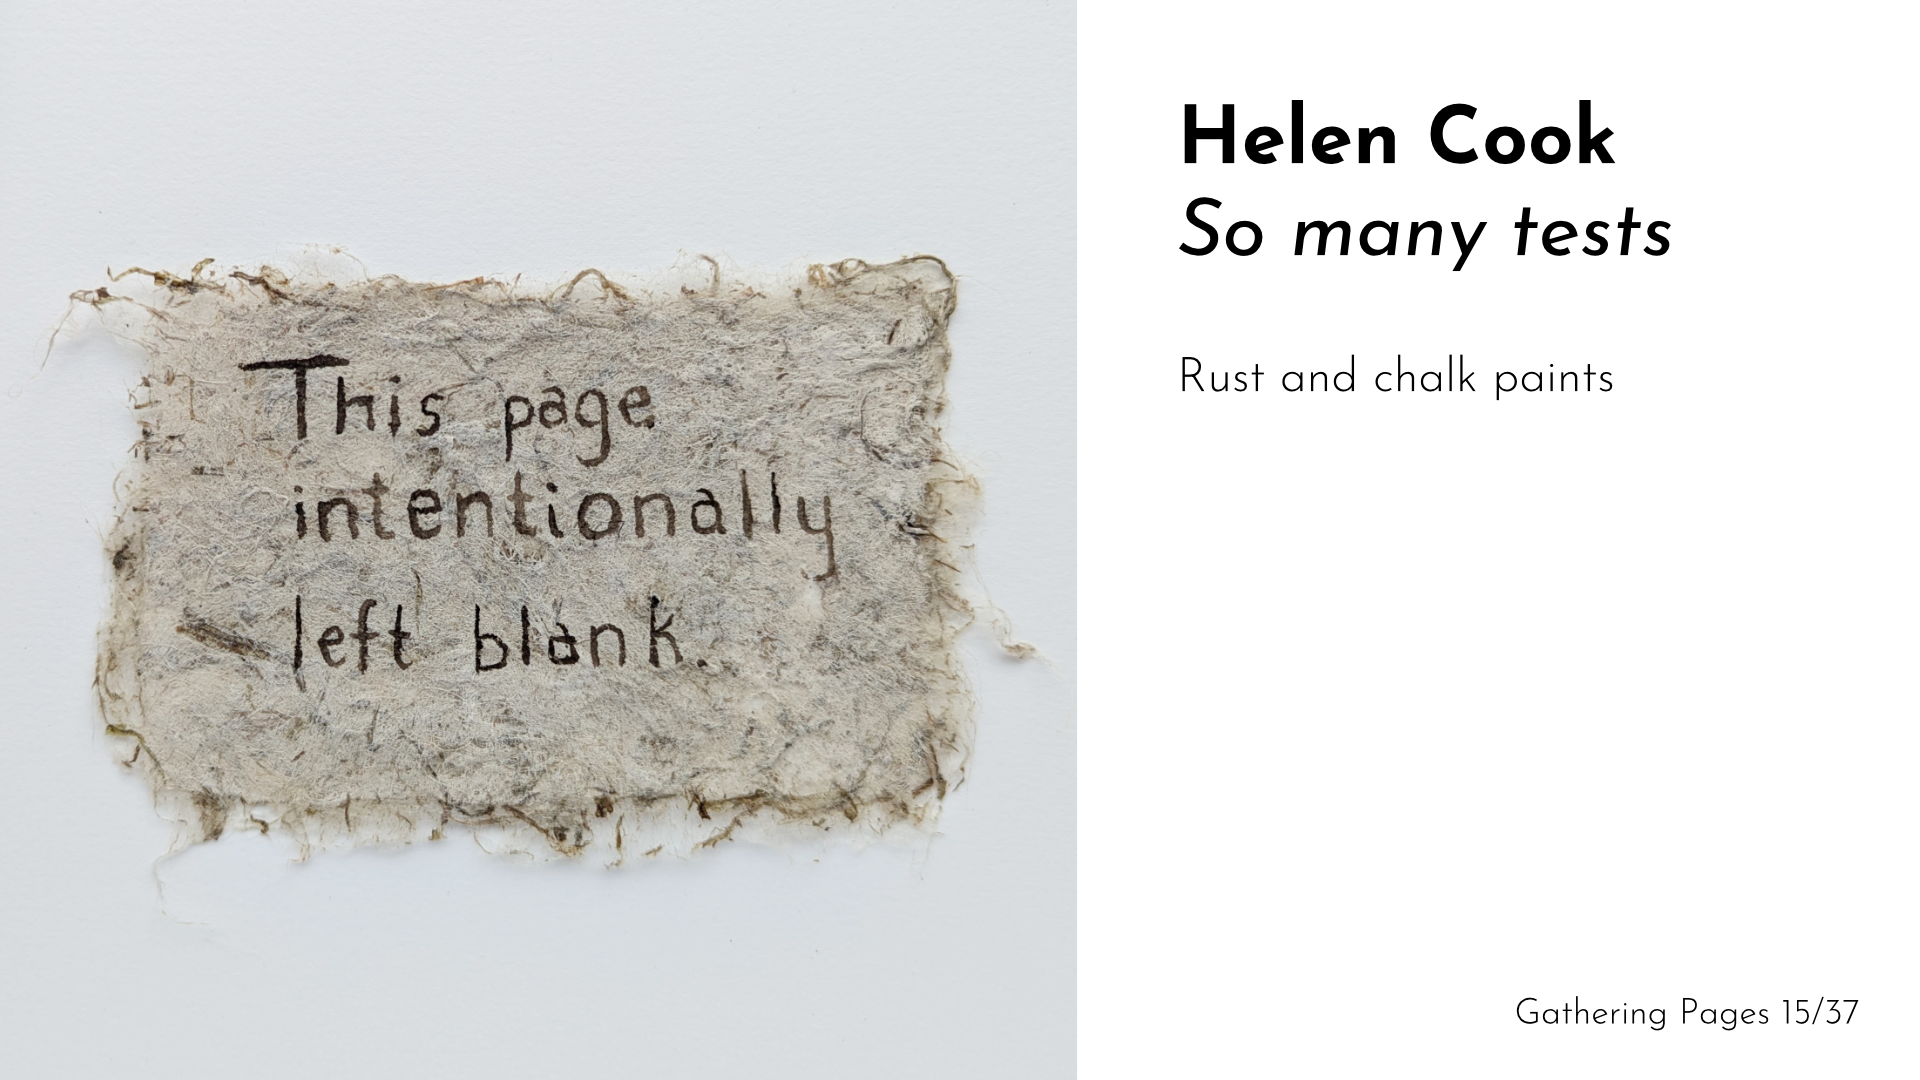 This page
intentionally
left blank.
Helen Cook
So many tests
Rust and chalk paints
Gathering Pages 15/37